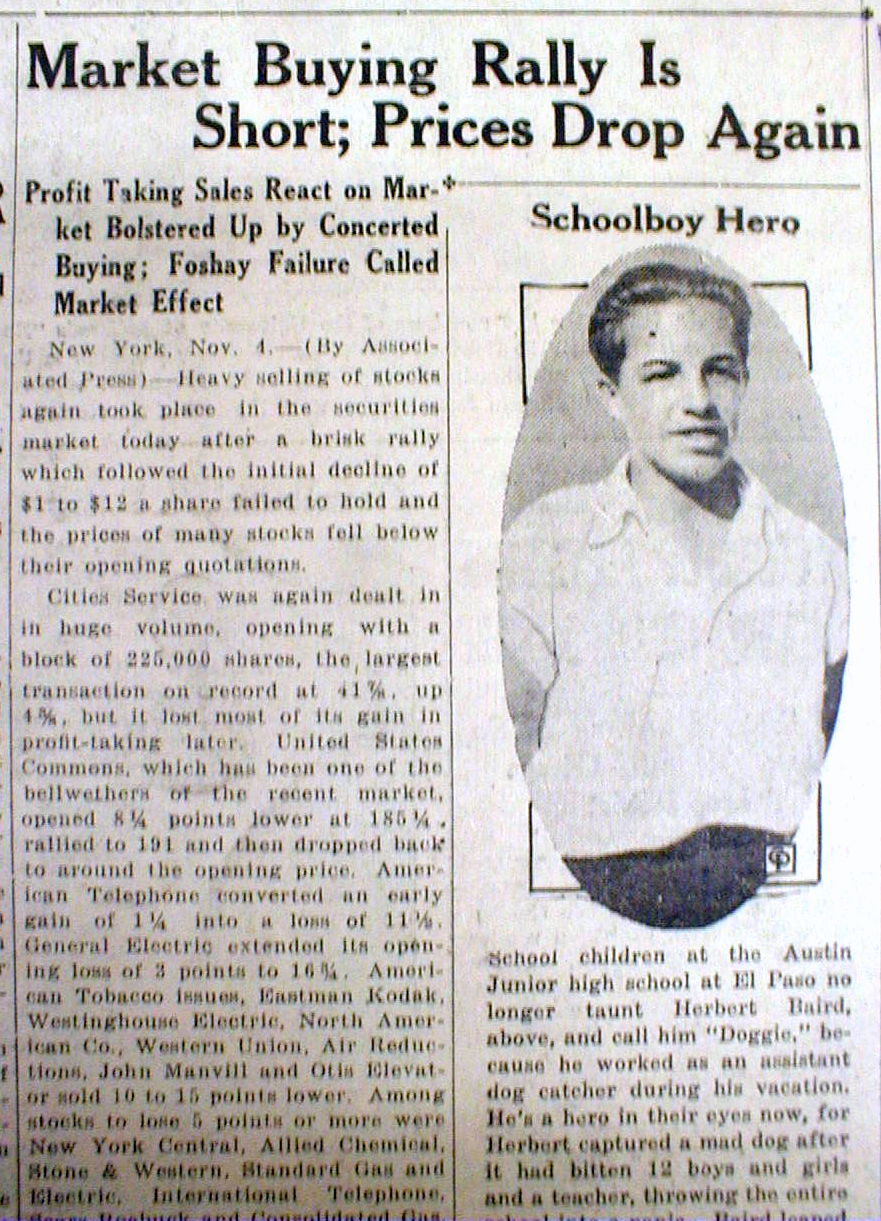 Market Buying Rally Is
Short; Prices Drop Again
Profit Taking Sales React on Mar-
ket Bolstered Up by Concerted
Buying; Foshay Failure Called
Market Effect
New York, Nov. 4.—(By Associ-
ated Press)—Heavy selling of stocks
again took place in the securities
market today after a brisk rally
which followed the initial decline of
$1 to $12 a share failed to hold and
the prices of many stocks fell below
their opening quotations.
Cities Service was again dealt in
in huge volume, opening with a
block of 225,000 shares, the largest
transaction on record at up
but it lost most of its gain in
profit-taking later. United States
Commons, which has been one of the
bellwethers of the recent market,
opened 8¼ points lower at 185¼,
rallied to 191 and then dropped back
to around the opening price. Amer-
ican Telephone converted an early
gain of 1¼ into a loss of
General Electric extended its open-
ing loss of 3 points to Ameri-
can Tobacco issues, Eastman Kodak,
Westinghouse Electric, North Amer-
ican Co., Western Union, Air Reduc-
tions, John Manvill and Otis Elevat-
or sold 10 to 15 points lower. Among
stocks to lose 5 points or more were
New York Central, Allied Chemical,
Stone & Western, Standard Gas and
Electric, International Telephone,
Sears Roebuck and Consolidated Gas.
Schoolboy Hero
School children at the Austin
Junior high school at El Paso no
longer taunt Herbert Baird,
above, and call him "Doggie," be-
cause he worked as an assistant
dog catcher during his vacation.
He's a hero in their eyes now, for
Herbert captured a mad dog after
it had bitten 12 boys and girls
and a teacher, throwing the entire
school into a panic. Baird leaped